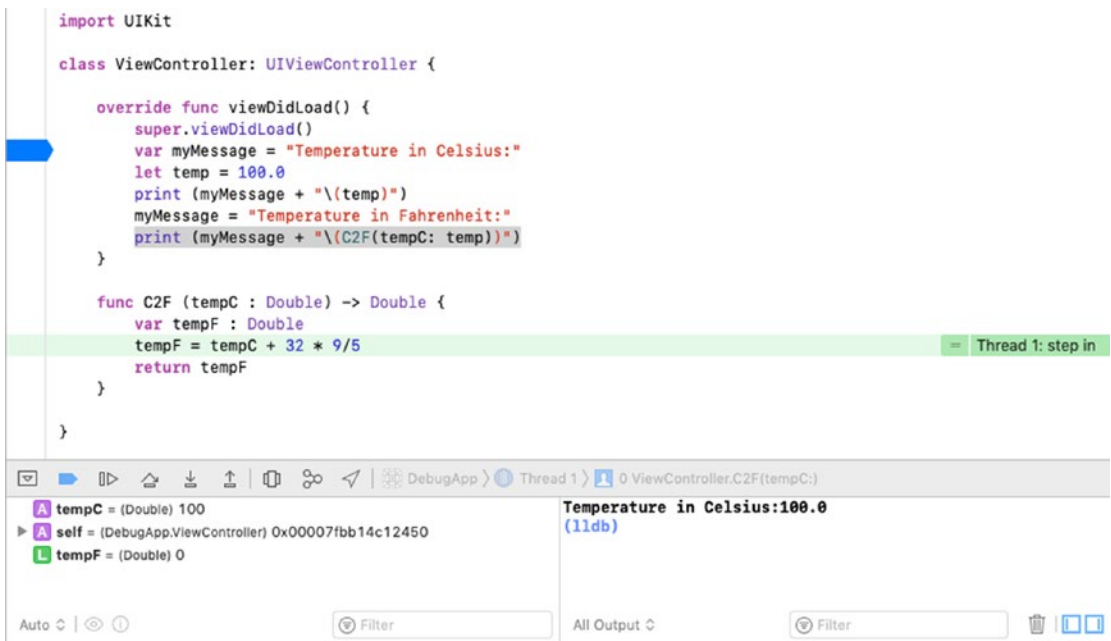 import UIKit
class ViewController: UIViewController {
override func viewDidLoad() {
super.viewDidLoad()
var myMessage = "Temperature in Celsius:"
let temp = 100.0
print (myMessage + "\(temp)")
myMessage = "Temperature in Fahrenheit:"
print (myMessage + "\(C2F(tempC: temp))")
}
func C2F (tempC : Double) -> Double {
var tempF : Double
tempF = tempC + 32 * 9/5 = Thread 1: step in
return tempF
}
}
DebugApp 〉 Thread 1 〉 0 ViewController.C2F(tempC:)
A tempC = (Double) 100
A self = (DebugApp.ViewController) 0x00007fbb14c12450
L tempF = (Double) 0
Temperature in Celsius:100.0
(lldb)
Auto Filter All Output Filter